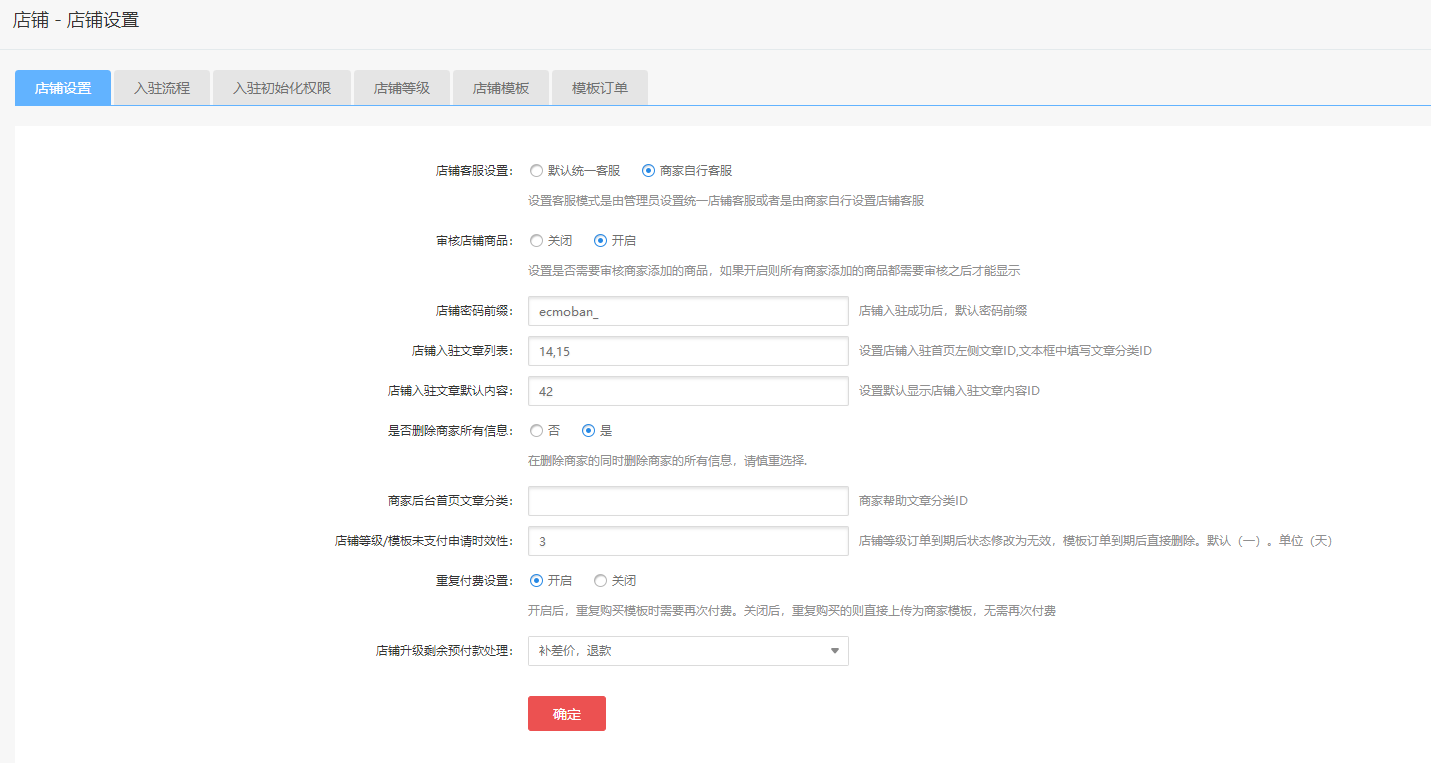 店铺 - 店铺设置
店铺设置 入驻流程 入驻初始化权限 店铺等级 店铺模板 模板订单
店铺客服设置： 默认统一客服 商家自行客服
设置客服模式是由管理员设置统一店铺客服或者是由商家自行设置店铺客服
审核店铺商品： 关闭 开启
设置是否需要审核商家添加的商品，如果开启则所有商家添加的商品都需要审核之后才能显示
店铺密码前缀： ecmoban_ 店铺入驻成功后，默认密码前缀
店铺入驻文章列表： 14,15 设置店铺入驻首页左侧文章ID,文本框中填写文章分类ID
店铺入驻文章默认内容： 42 设置默认显示店铺入驻文章内容ID
是否删除商家所有信息： 否 是
在删除商家的同时删除商家的所有信息，请慎重选择.
商家后台首页文章分类： 商家帮助文章分类ID
店铺等级/模板未支付申请时效性： 3 店铺等级订单到期后状态修改为无效，模板订单到期后直接删除。默认（一）。单位（天）
重复付费设置： 开启 关闭
开启后，重复购买模板时需要再次付费。关闭后，重复购买的则直接上传为商家模板，无需再次付费
店铺升级剩余预付款处理： 补差价，退款
确定